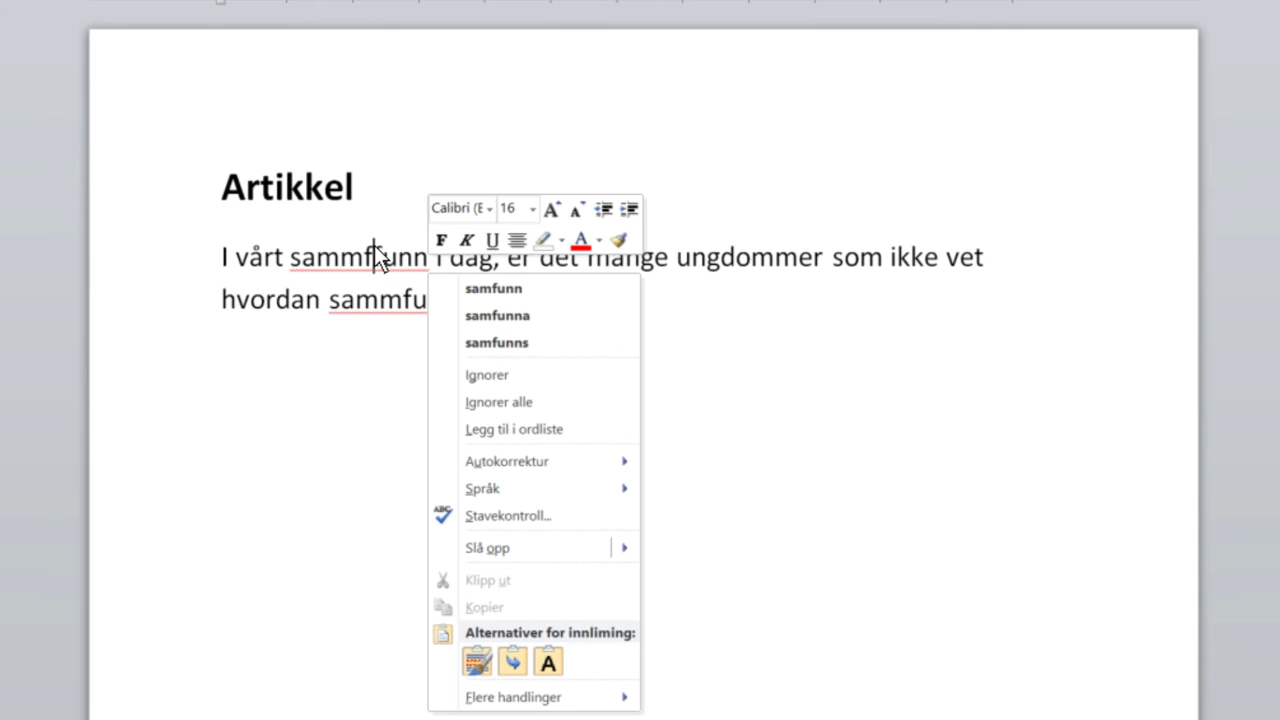 Artikkel
Calibri (E 16
F K U A
I vårt sammfunn i dag, er det mange ungdommer som ikke vet
hvordan sammfu
samfunn
samfunna
samfunns
Ignorer
Ignorer alle
Legg til i ordliste
Autokorrektur
Språk
ABC Stavekontroll...
Slå opp
Klipp ut
Kopier
Alternativer for innliming:
A
Flere handlinger